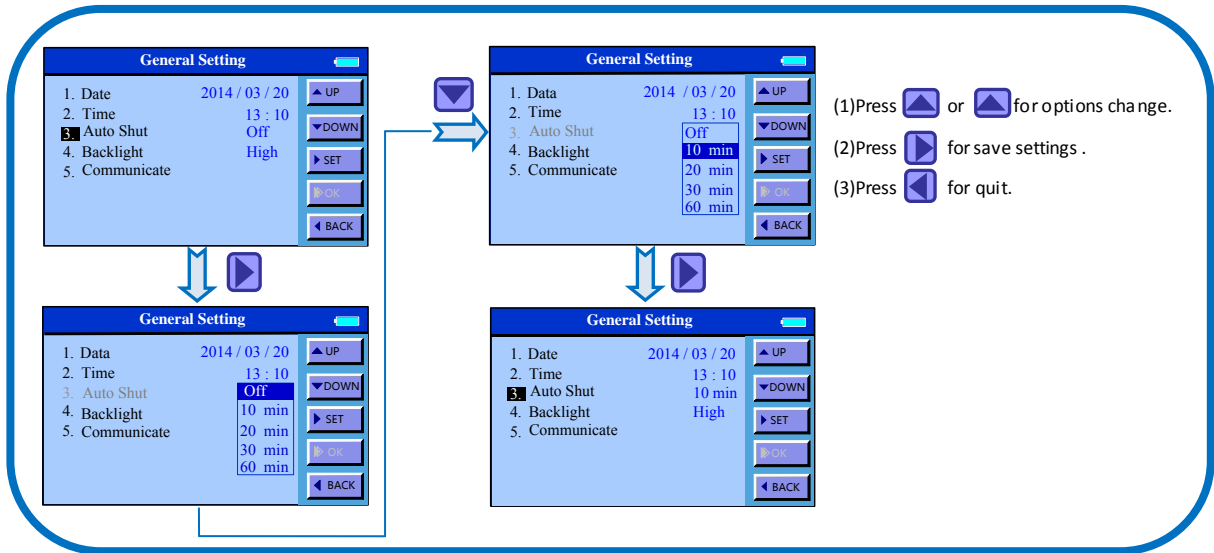 General Setting
1. Date 2014 / 03 / 20
2. Time 13 : 10
3. Auto Shut Off
4. Backlight High
5. Communicate
UP
DOWN
SET
OK
BACK
General Setting
1. Data 2014 / 03 / 20
2. Time 13 : 10
3. Auto Shut Off
4. Backlight 10 min
5. Communicate 20 min
30 min
60 min
UP
DOWN
SET
OK
BACK
(1)Press or for options change.
(2)Press for save settings .
(3)Press for quit.
General Setting
1. Data 2014 / 03 / 20
2. Time 13 : 10
3. Auto Shut Off
4. Backlight 10 min
5. Communicate 20 min
30 min
60 min
UP
DOWN
SET
OK
BACK
General Setting
1. Date 2014 / 03 / 20
2. Time 13 : 10
3. Auto Shut 10 min
4. Backlight High
5. Communicate
UP
DOWN
SET
OK
BACK